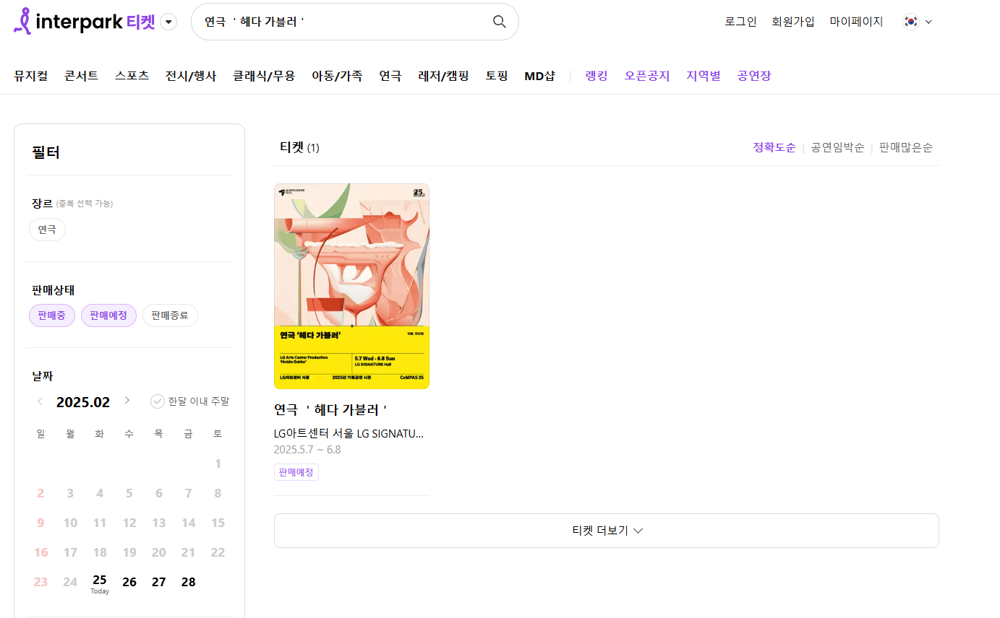 interpark 티켓
연극 ＇헤다 가블러＇
로그인 회원가입 마이페이지
뮤지컬 콘서트 스포츠 전시/행사 클래식/무용 아동/가족 연극 레저/캠핑 토핑 MD샵 랭킹 오픈공지 지역별 공연장
필터
장르 (중복 선택 가능)
연극
판매상태
판매중 판매예정 판매종료
날짜
2025.02 한달 이내 주말
일 월 화 수 목 금 토
1
2 3 4 5 6 7 8
9 10 11 12 13 14 15
16 17 18 19 20 21 22
23 24 25 26 27 28
Today
티켓 (1)
정확도순 | 공연임박순 | 판매많은순
LG ARTS CENTER
SEOUL
25
연극 ‘헤다 가블러’
LG Arts Center Production
'Hedda Gabler'
5.7 Wed - 6.8 Sun
LG SIGNATURE Hall
LG아트센터 서울 2025년 기획공연 시즌 CoMPAS 25
연극 ＇헤다 가블러＇
LG아트센터 서울 LG SIGNATU...
2025.5.7 ~ 6.8
판매예정
티켓 더보기